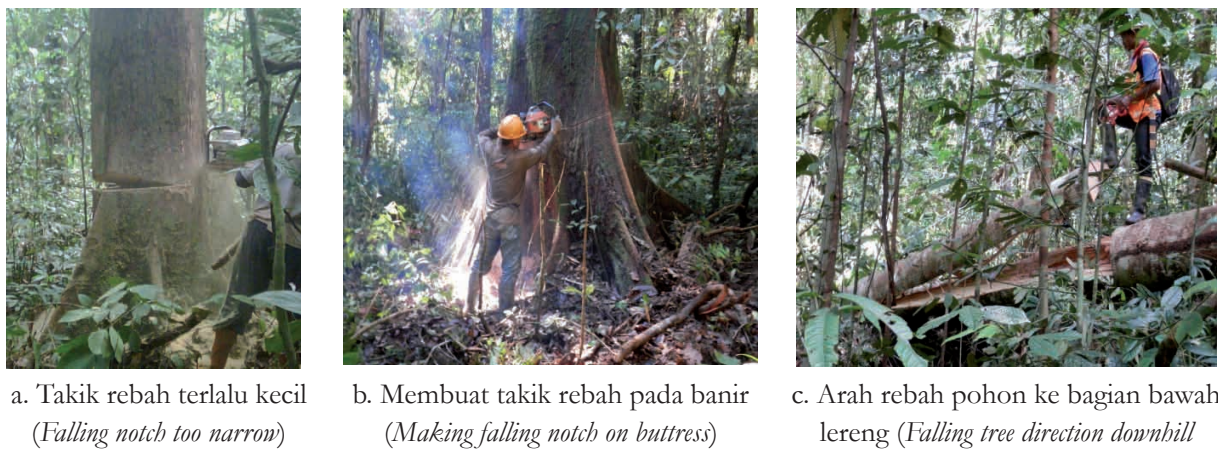 a. Takik rebah terlalu kecil
(Falling notch too narrow)
b. Membuat takik rebah pada banir
(Making falling notch on buttress)
c. Arah rebah pohon ke bagian bawah
lereng (Falling tree direction downhill